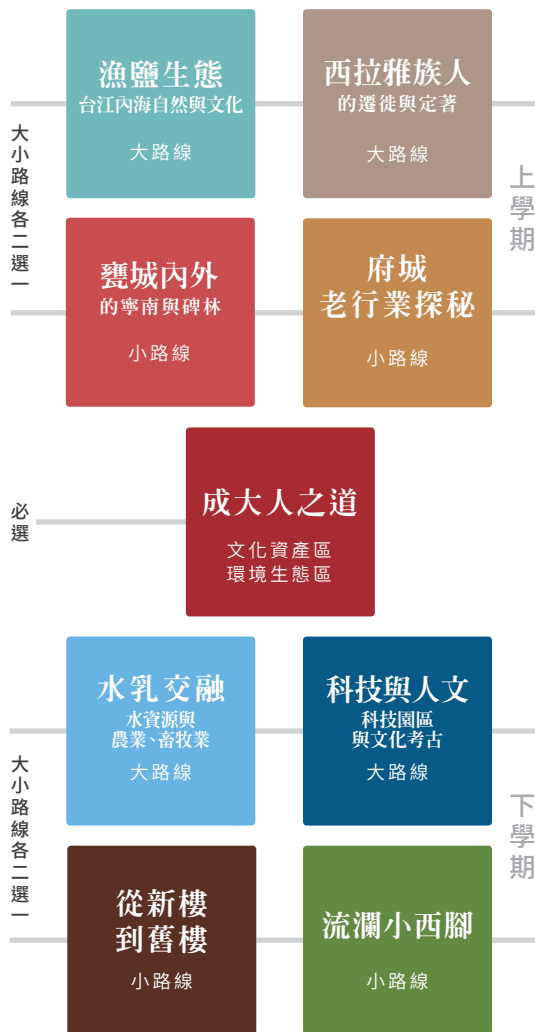 漁鹽生態
台江內海自然與文化
大路線
西拉雅族人
的遷徙與定著
大路線
大小路線各二選一
上學期
甕城內外
的寧南與碑林
小路線
府城
老行業探秘
小路線
必選
成大人之道
文化資產區
環境生態區
水乳交融
水資源與
農業、畜牧業
大路線
科技與人文
科技園區
與文化考古
大路線
大小路線各二選一
下學期
從新樓
到舊樓
小路線
流瀾小西腳
小路線